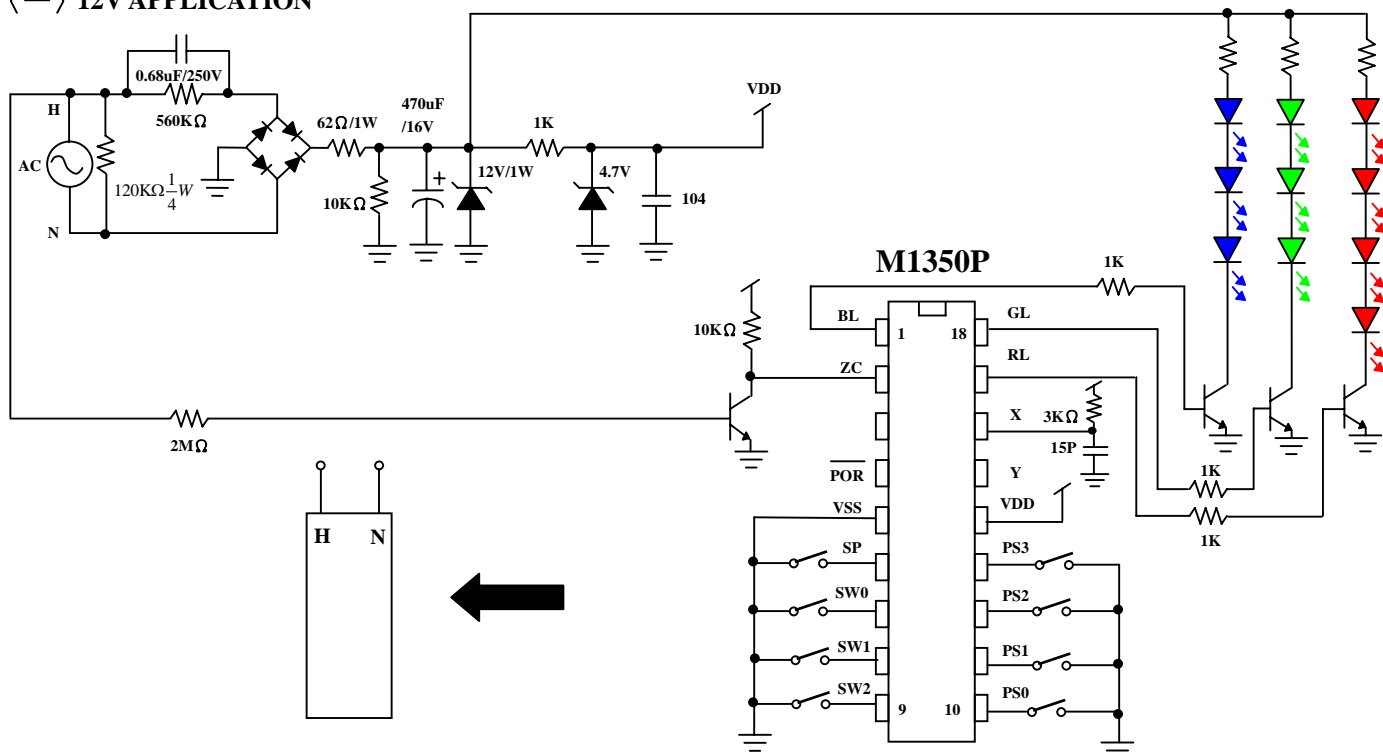 〈一〉 12V APPLICATION
0.68uF/250V
H
560KΩ
AC
120KΩ 1/4 W
N
62Ω/1W
470uF
/16V
10KΩ
12V/1W
1K
4.7V
104
VDD
M1350P
1K
10KΩ
BL
1
18
GL
ZC
RL
X
3KΩ
15P
2MΩ
POR
Y
1K
VSS
VDD
1K
H N
SP
PS3
SW0
PS2
SW1
PS1
SW2
9
10
PS0